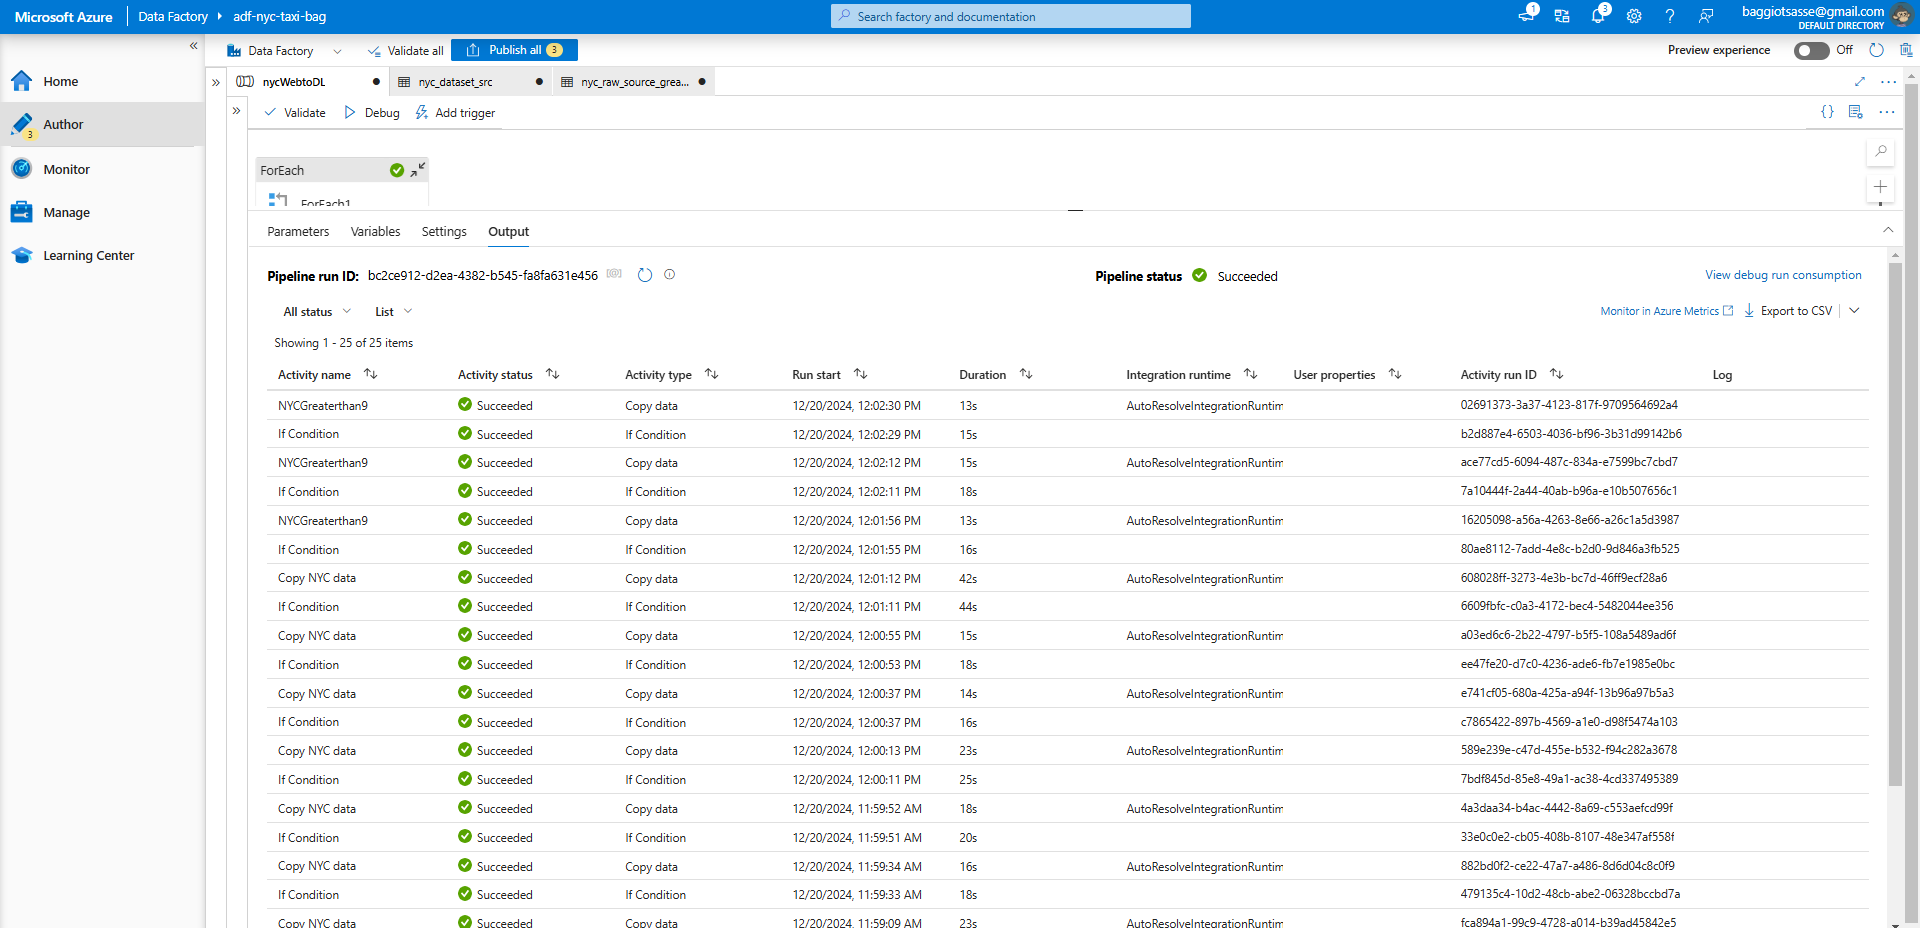 Microsoft Azure Data Factory adf-nyc-taxi-bag Search factory and documentation 1 3 baggiotsasse@gmail.com
DEFAULT DIRECTORY
Data Factory Validate all Publish all 3 Preview experience Off
Home
Author
3
Monitor
Manage
Learning Center
nycWebtoDL nyc_dataset_src nyc_raw_source_grea...
Validate Debug Add trigger
ForEach
ForEach1
Parameters Variables Settings Output
Pipeline run ID: bc2ce912-d2ea-4382-b545-fa8fa631e456 Pipeline status Succeeded View debug run consumption
All status List Monitor in Azure Metrics Export to CSV
Showing 1 - 25 of 25 items
Activity name Activity status Activity type Run start Duration Integration runtime User properties Activity run ID Log
NYCGreaterthan9 Succeeded Copy data 12/20/2024, 12:02:30 PM 13s AutoResolveIntegrationRuntim 02691373-3a37-4123-817f-9709564692a4
If Condition Succeeded If Condition 12/20/2024, 12:02:29 PM 15s b2d887e4-6503-4036-bf96-3b31d99142b6
NYCGreaterthan9 Succeeded Copy data 12/20/2024, 12:02:12 PM 15s AutoResolveIntegrationRuntim ace77cd5-6094-487c-834a-e7599bc7cbd7
If Condition Succeeded If Condition 12/20/2024, 12:02:11 PM 18s 7a10444f-2a44-40ab-b96a-e10b507656c1
NYCGreaterthan9 Succeeded Copy data 12/20/2024, 12:01:56 PM 13s AutoResolveIntegrationRuntim 16205098-a56a-4263-8e66-a26c1a5d3987
If Condition Succeeded If Condition 12/20/2024, 12:01:55 PM 16s 80ae8112-7add-4e8c-b2d0-9d846a3fb525
Copy NYC data Succeeded Copy data 12/20/2024, 12:01:12 PM 42s AutoResolveIntegrationRuntim 608028ff-3273-4e3b-bc7d-46ff9ecf28a6
If Condition Succeeded If Condition 12/20/2024, 12:01:11 PM 44s 6609fbfc-c0a3-4172-bec4-5482044ee356
Copy NYC data Succeeded Copy data 12/20/2024, 12:00:55 PM 15s AutoResolveIntegrationRuntim a03ed6c6-2b22-4797-b5f5-108a5489ad6f
If Condition Succeeded If Condition 12/20/2024, 12:00:53 PM 18s ee47fe20-d7c0-4236-ade6-fb7e1985e0bc
Copy NYC data Succeeded Copy data 12/20/2024, 12:00:37 PM 14s AutoResolveIntegrationRuntim e741cf05-680a-425a-a94f-13b96a97b5a3
If Condition Succeeded If Condition 12/20/2024, 12:00:37 PM 16s c7865422-897b-4569-a1e0-d98f5474a103
Copy NYC data Succeeded Copy data 12/20/2024, 12:00:13 PM 23s AutoResolveIntegrationRuntim 589e239e-c47d-455e-b532-f94c282a3678
If Condition Succeeded If Condition 12/20/2024, 12:00:11 PM 25s 7bdf845d-85e8-49a1-ac38-4cd337495389
Copy NYC data Succeeded Copy data 12/20/2024, 11:59:52 AM 18s AutoResolveIntegrationRuntim 4a3daa34-b4ac-4442-8a69-c553aefcd99f
If Condition Succeeded If Condition 12/20/2024, 11:59:51 AM 20s 33e0c0e2-cb05-408b-8107-48e347af558f
Copy NYC data Succeeded Copy data 12/20/2024, 11:59:34 AM 16s AutoResolveIntegrationRuntim 882bd0f2-ce22-47a7-a486-8d6d04c8c0f9
If Condition Succeeded If Condition 12/20/2024, 11:59:33 AM 18s 479135c4-10d2-48cb-abe2-06328bccbd7a
Copy NYC data Succeeded Copy data 12/20/2024, 11:59:09 AM 23s AutoResolveIntegrationRuntim fca894a1-99c9-4728-a014-b39ad45842e5